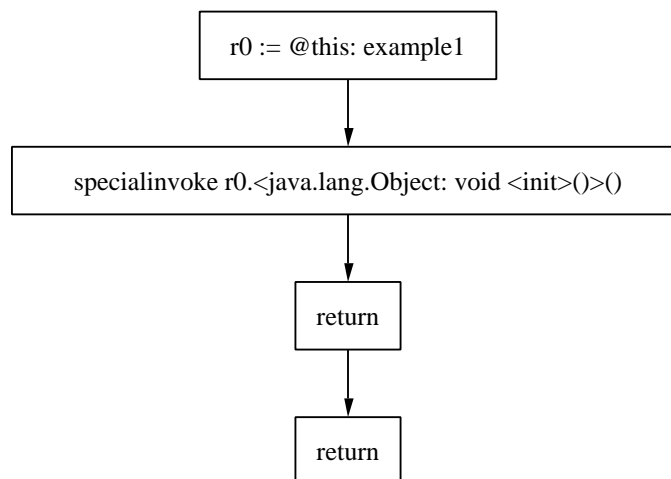 r0 := @this: example1
specialinvoke r0.<java.lang.Object: void <init>()>()
return
return